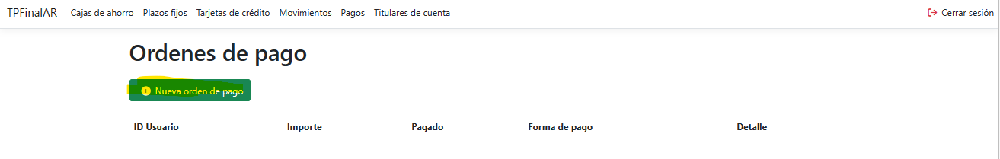 TPFinalAR Cajas de ahorro Plazos fijos Tarjetas de crédito Movimientos Pagos Titulares de cuenta Cerrar sesión
Ordenes de pago
Nueva orden de pago
ID Usuario Importe Pagado Forma de pago Detalle